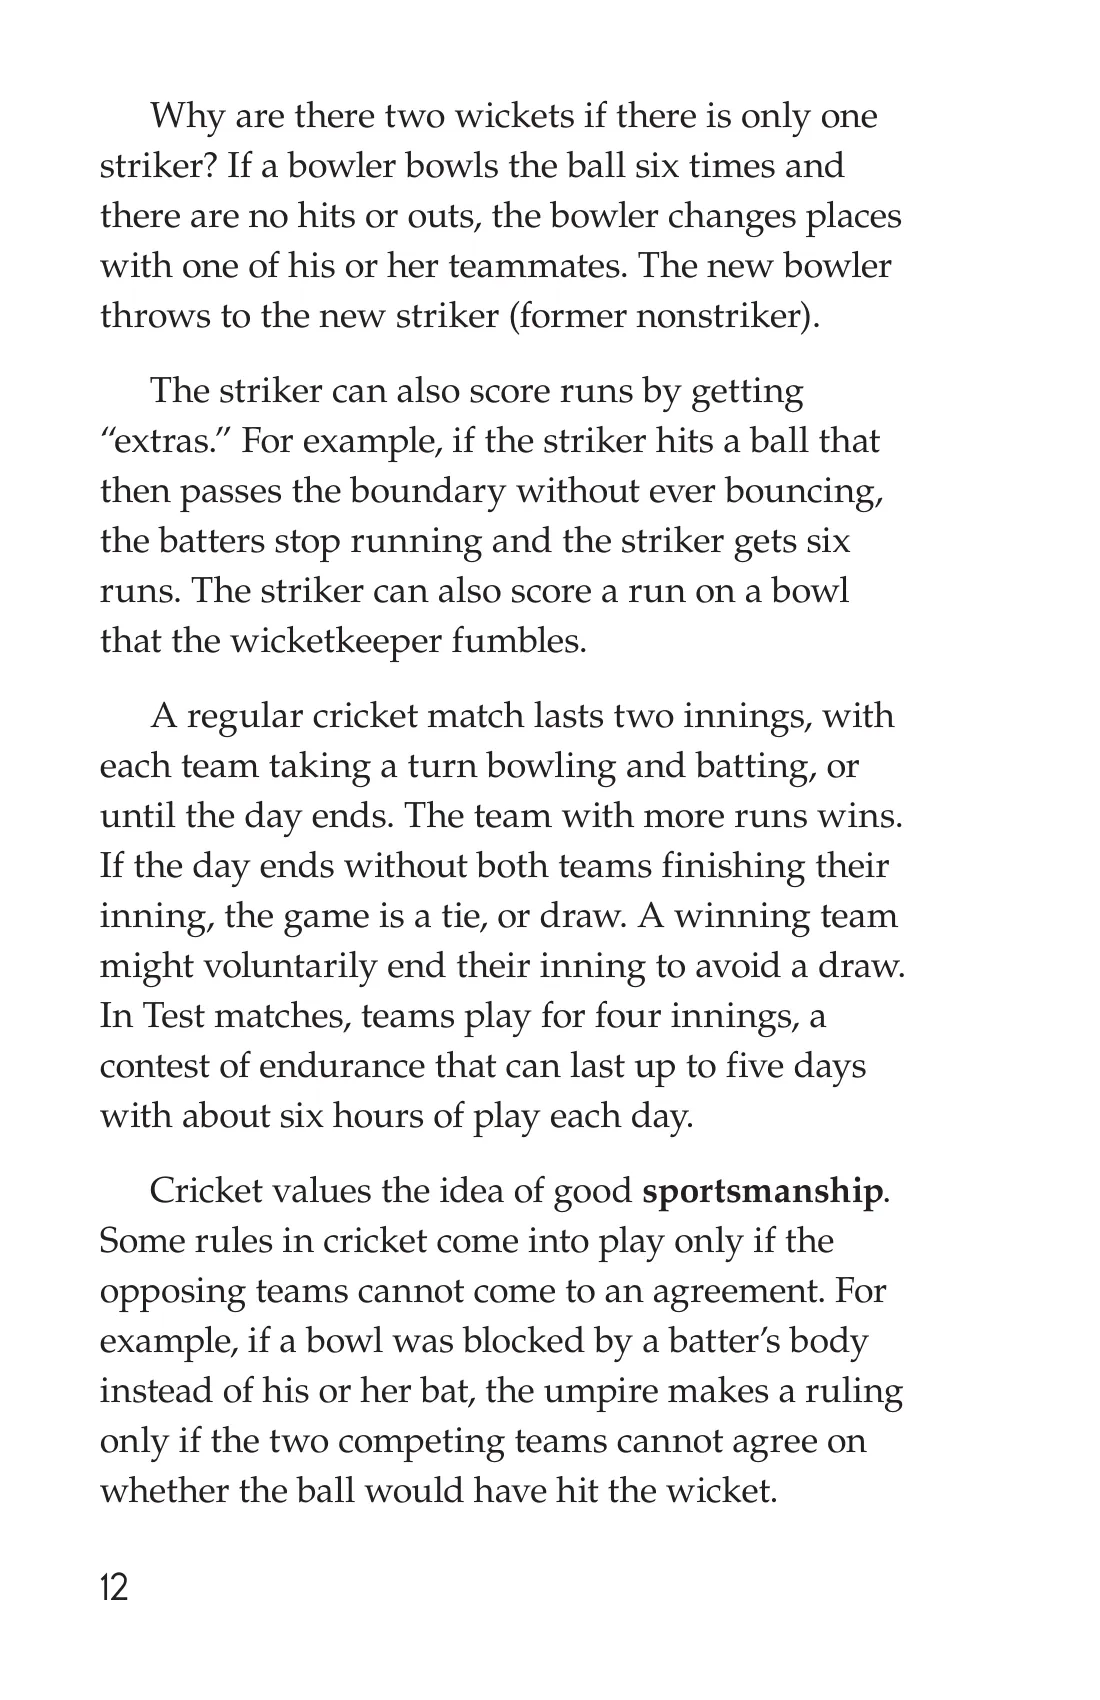 Why are there two wickets if there is only one
striker? If a bowler bowls the ball six times and
there are no hits or outs, the bowler changes places
with one of his or her teammates. The new bowler
throws to the new striker (former nonstriker).
The striker can also score runs by getting
“extras.” For example, if the striker hits a ball that
then passes the boundary without ever bouncing,
the batters stop running and the striker gets six
runs. The striker can also score a run on a bowl
that the wicketkeeper fumbles.
A regular cricket match lasts two innings, with
each team taking a turn bowling and batting, or
until the day ends. The team with more runs wins.
If the day ends without both teams finishing their
inning, the game is a tie, or draw. A winning team
might voluntarily end their inning to avoid a draw.
In Test matches, teams play for four innings, a
contest of endurance that can last up to five days
with about six hours of play each day.
Cricket values the idea of good sportsmanship.
Some rules in cricket come into play only if the
opposing teams cannot come to an agreement. For
example, if a bowl was blocked by a batter’s body
instead of his or her bat, the umpire makes a ruling
only if the two competing teams cannot agree on
whether the ball would have hit the wicket.
12